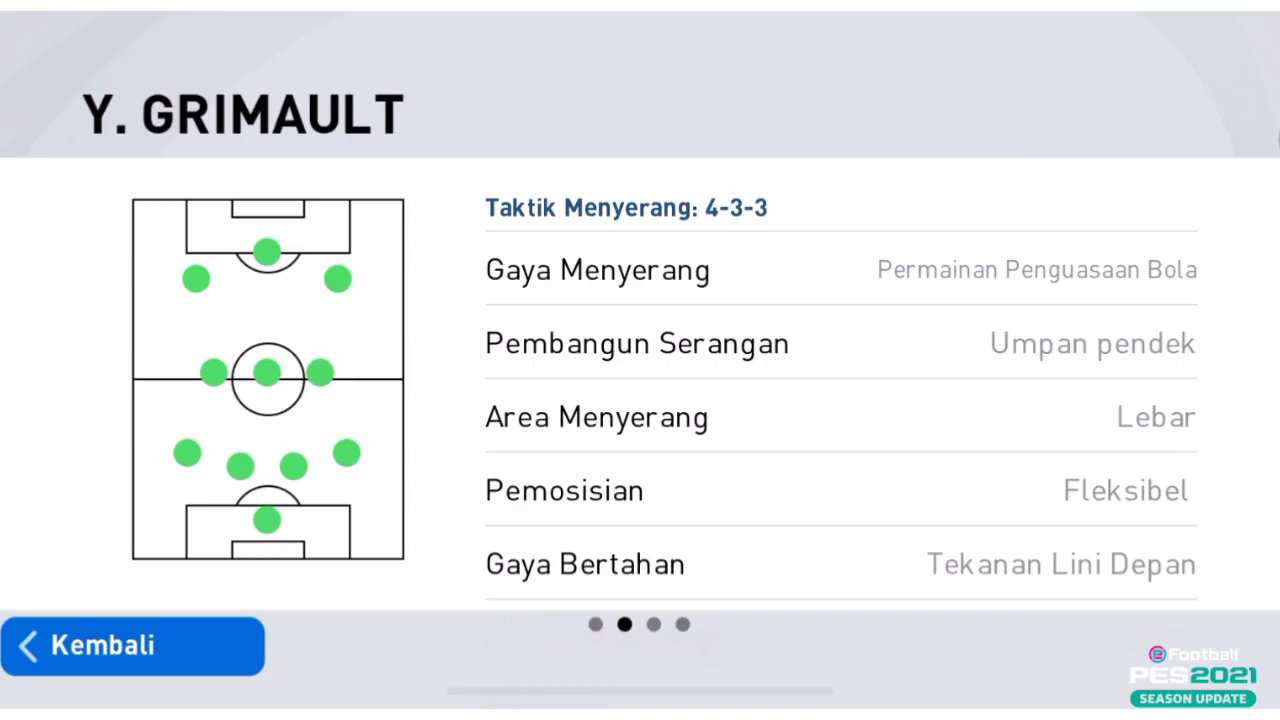 Y. GRIMAULT
Taktik Menyerang: 4-3-3
Gaya Menyerang Permainan Penguasaan Bola
Pembangun Serangan Umpan pendek
Area Menyerang Lebar
Pemosisian Fleksibel
Gaya Bertahan Tekanan Lini Depan
Kembali
eFootball
PES2021
SEASON UPDATE